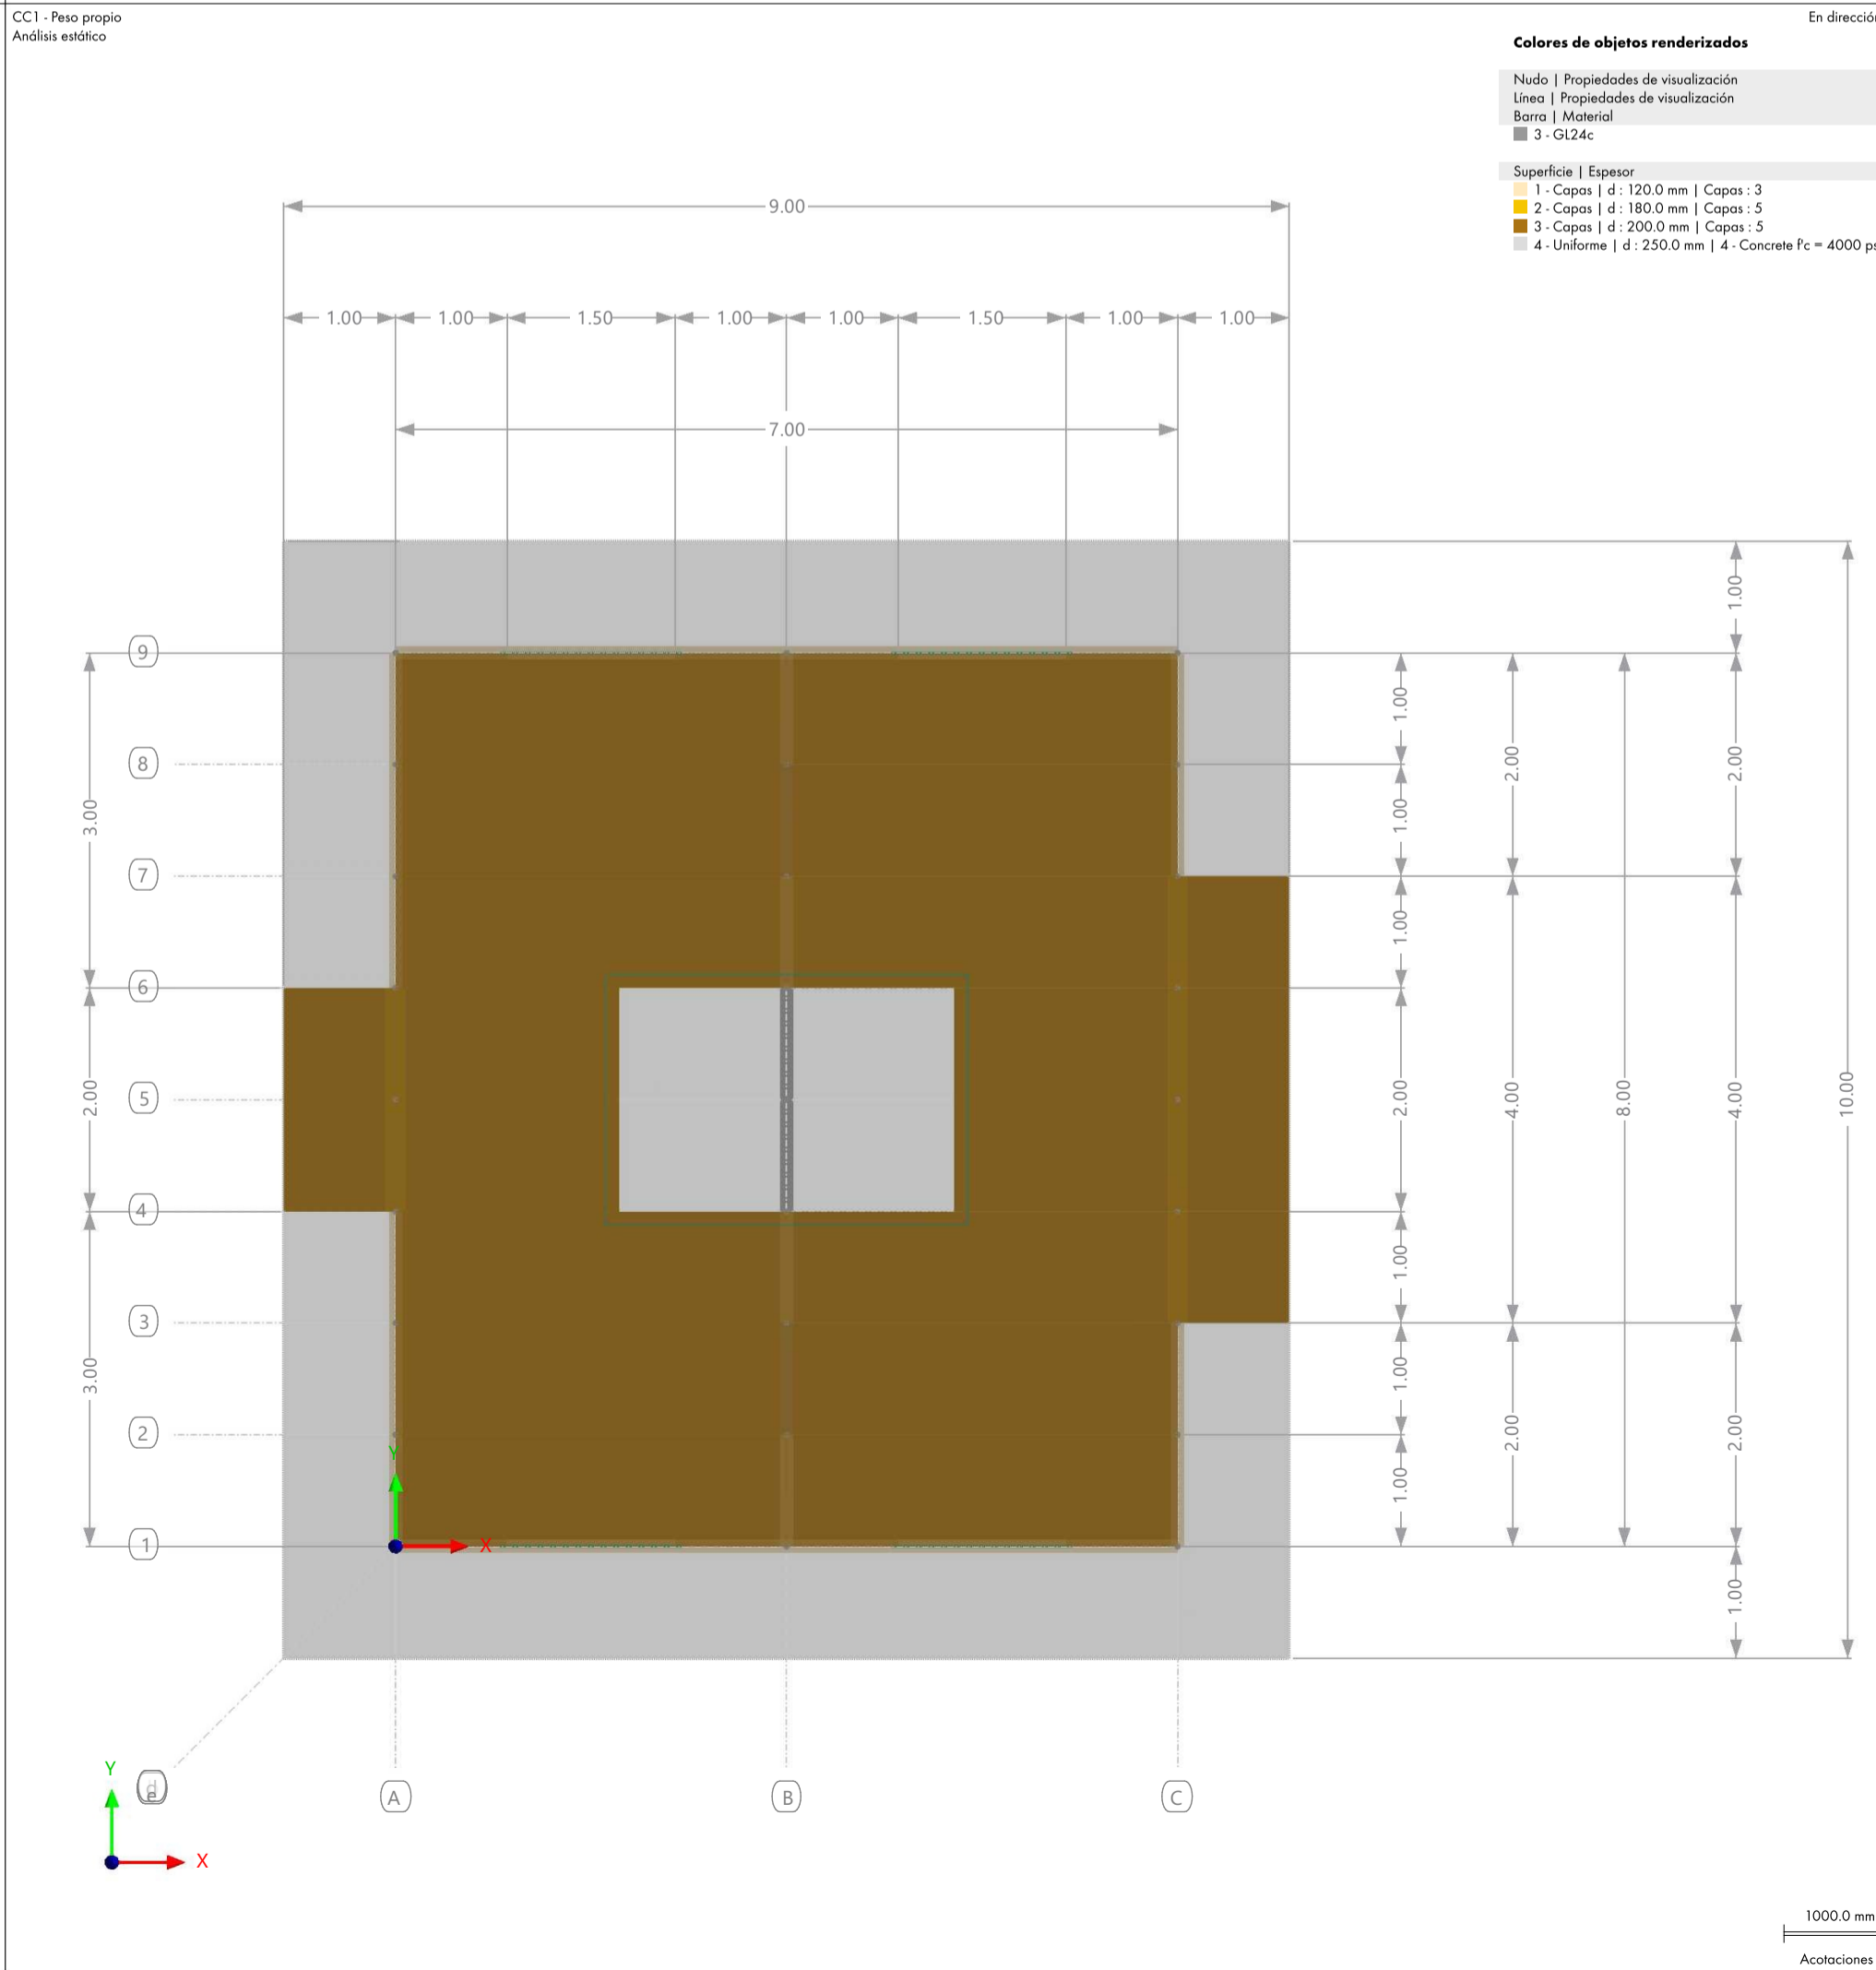 CC1 - Peso propio
Análisis estático
En dirección
Colores de objetos renderizados
Nudo | Propiedades de visualización
Línea | Propiedades de visualización
Barra | Material
3 - GL24c
Superficie | Espesor
1 - Capas | d : 120.0 mm | Capas : 3
2 - Capas | d : 180.0 mm | Capas : 5
3 - Capas | d : 200.0 mm | Capas : 5
4 - Uniforme | d : 250.0 mm | 4 - Concrete f'c = 4000 ps
9.00
1.00 1.00 1.50 1.00 1.00 1.50 1.00 1.00
7.00
1.00
9
1.00
8
2.00
2.00
3.00
1.00
7
1.00
6
2.00
5
2.00
4.00
8.00
4.00
10.00
4
1.00
3
3.00
1.00
2
2.00
2.00
1.00
Y
1
X
1.00
Y
e
A
B
C
X
1000.0 mm
Acotaciones